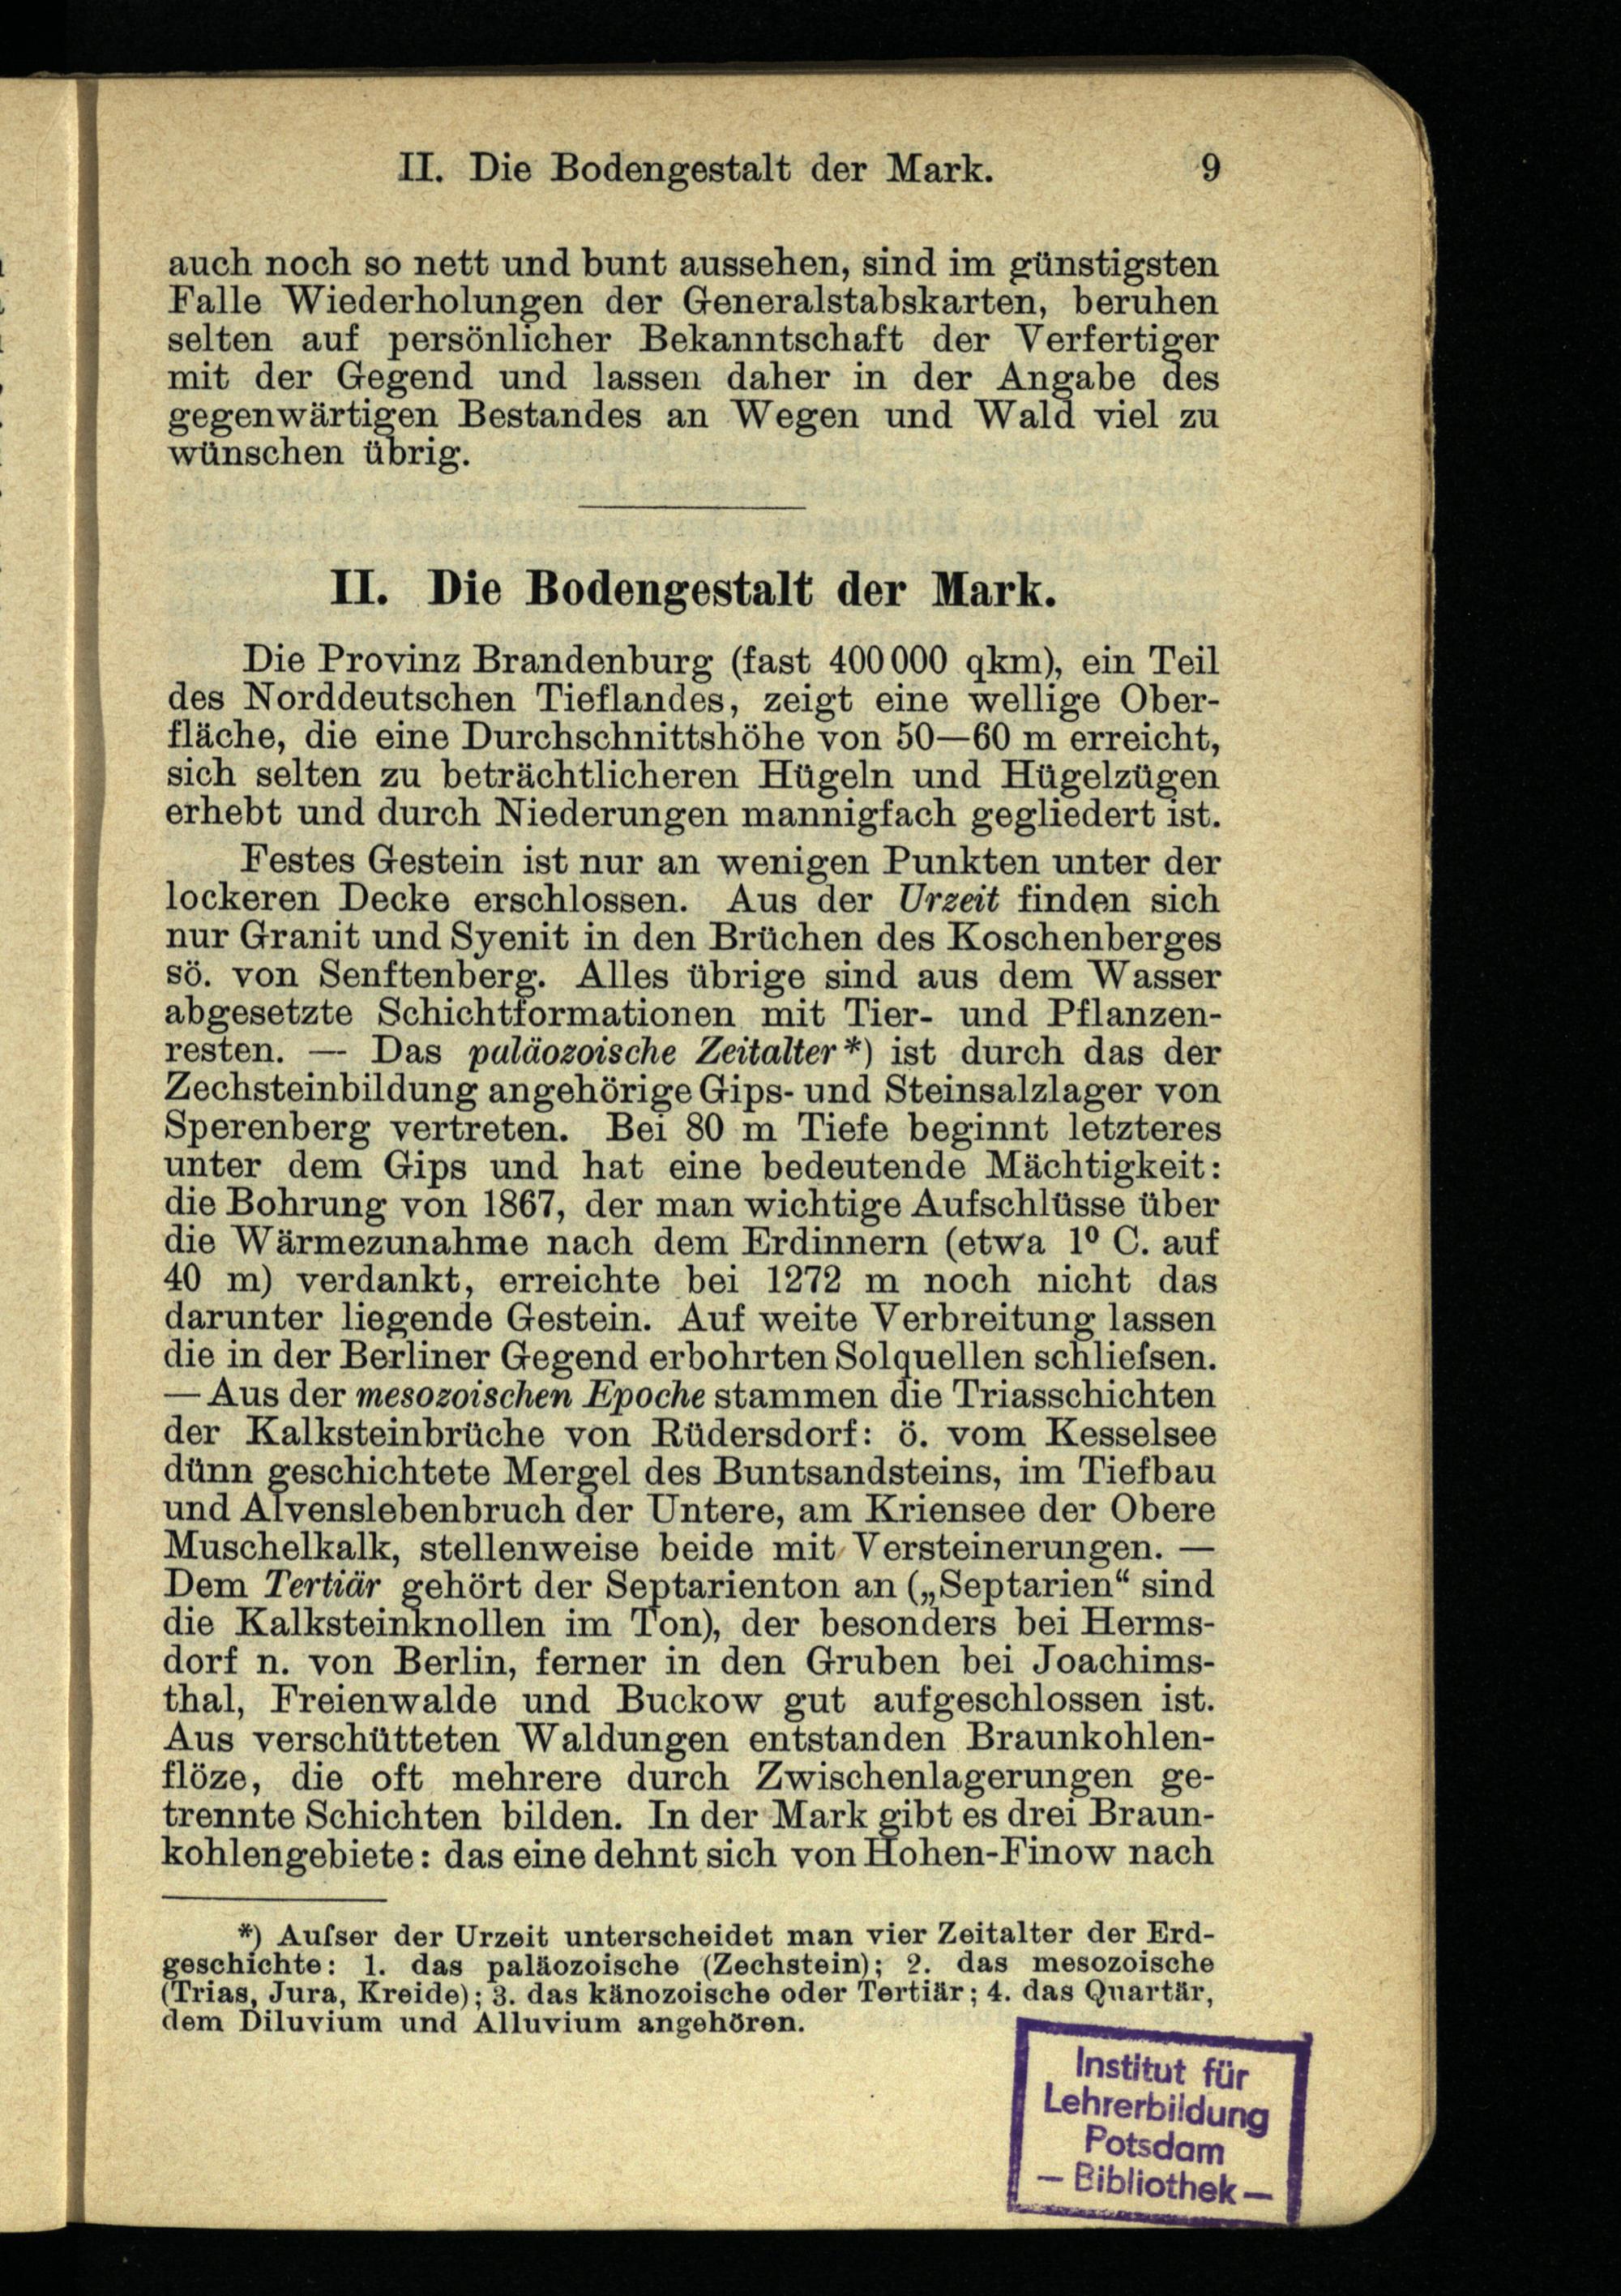 II. Die Bodengestalt der Mark. 9
auch noch so nett und bunt aussehen, sind im günstigsten
Falle Wiederholungen der Generalstabskarten, beruhen
selten auf persönlicher Bekanntschaft der Verfertiger
mit der Gegend und lassen daher in der Angabe des
gegenwärtigen Bestandes an Wegen und Wald viel zu
wünschen übrig.
II. Die Bodengestalt der Mark.
Die Provinz Brandenburg (fast 400 000 qkm), ein Teil
des Norddeutschen Tieflandes, zeigt eine wellige Ober-
fläche, die eine Durchschnittshöhe von 50—60 m erreicht,
sich selten zu beträchtlicheren Hügeln und Hügelzügen
erhebt und durch Niederungen mannigfach gegliedert ist.
Festes Gestein ist nur an wenigen Punkten unter der
lockeren Decke erschlossen. Aus der Urzeit finden sich
nur Granit und Syenit in den Brüchen des Koschenberges
sö. von Senftenberg. Alles übrige sind aus dem Wasser
abgesetzte Schichtformationen mit Tier- und Pflanzen-
resten. — Das paläozoische Zeitalter*) ist durch das der
Zechsteinbildung angehörige Gips- und Steinsalzlager von
Sperenberg vertreten. Bei 80 m Tiefe beginnt letzteres
unter dem Gips und hat eine bedeutende Mächtigkeit:
die Bohrung von 1867, der man wichtige Aufschlüsse über
die Wärmezunahme nach dem Erdinnern (etwa 1⁰ C. auf
40 m) verdankt, erreichte bei 1272 m noch nicht das
darunter liegende Gestein. Auf weite Verbreitung lassen
die in der Berliner Gegend erbohrten Solquellen schlieſsen.
— Aus der mesozoischen Epoche stammen die Triasschichten
der Kalksteinbrüche von Rüdersdorf: ö. vom Kesselsee
dünn geschichtete Mergel des Buntsandsteins, im Tiefbau
und Alvenslebenbruch der Untere, am Kriensee der Obere
Muschelkalk, stellenweise beide mit Versteinerungen. —
Dem Tertiär gehört der Septarienton an („Septarien“ sind
die Kalksteinknollen im Ton), der besonders bei Herms-
dorf n. von Berlin, ferner in den Gruben bei Joachims-
thal, Freienwalde und Buckow gut aufgeschlossen ist.
Aus verschütteten Waldungen entstanden Braunkohlen-
flöze, die oft mehrere durch Zwischenlagerungen ge-
trennte Schichten bilden. In der Mark gibt es drei Braun-
kohlengebiete: das eine dehnt sich von Hohen-Finow nach
*) Auſser der Urzeit unterscheidet man vier Zeitalter der Erd-
geschichte: 1. das paläozoische (Zechstein); 2. das mesozoische
(Trias, Jura, Kreide); 3. das känozoische oder Tertiär; 4. das Quartär,
dem Diluvium und Alluvium angehören.
Institut für
Lehrerbildung
Potsdam
— Bibliothek —